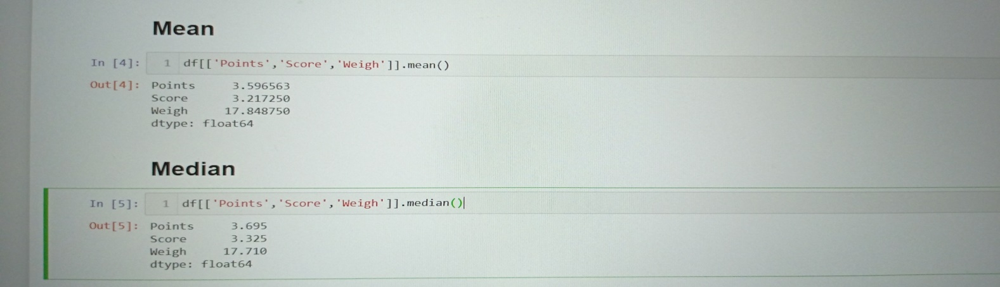 Mean
In [4]: 1 df[['Points','Score','Weigh']].mean()
Out[4]: Points 3.596563
Score 3.217250
Weigh 17.848750
dtype: float64
Median
In [5]: 1 df[['Points','Score','Weigh']].median()
Out[5]: Points 3.695
Score 3.325
Weigh 17.710
dtype: float64